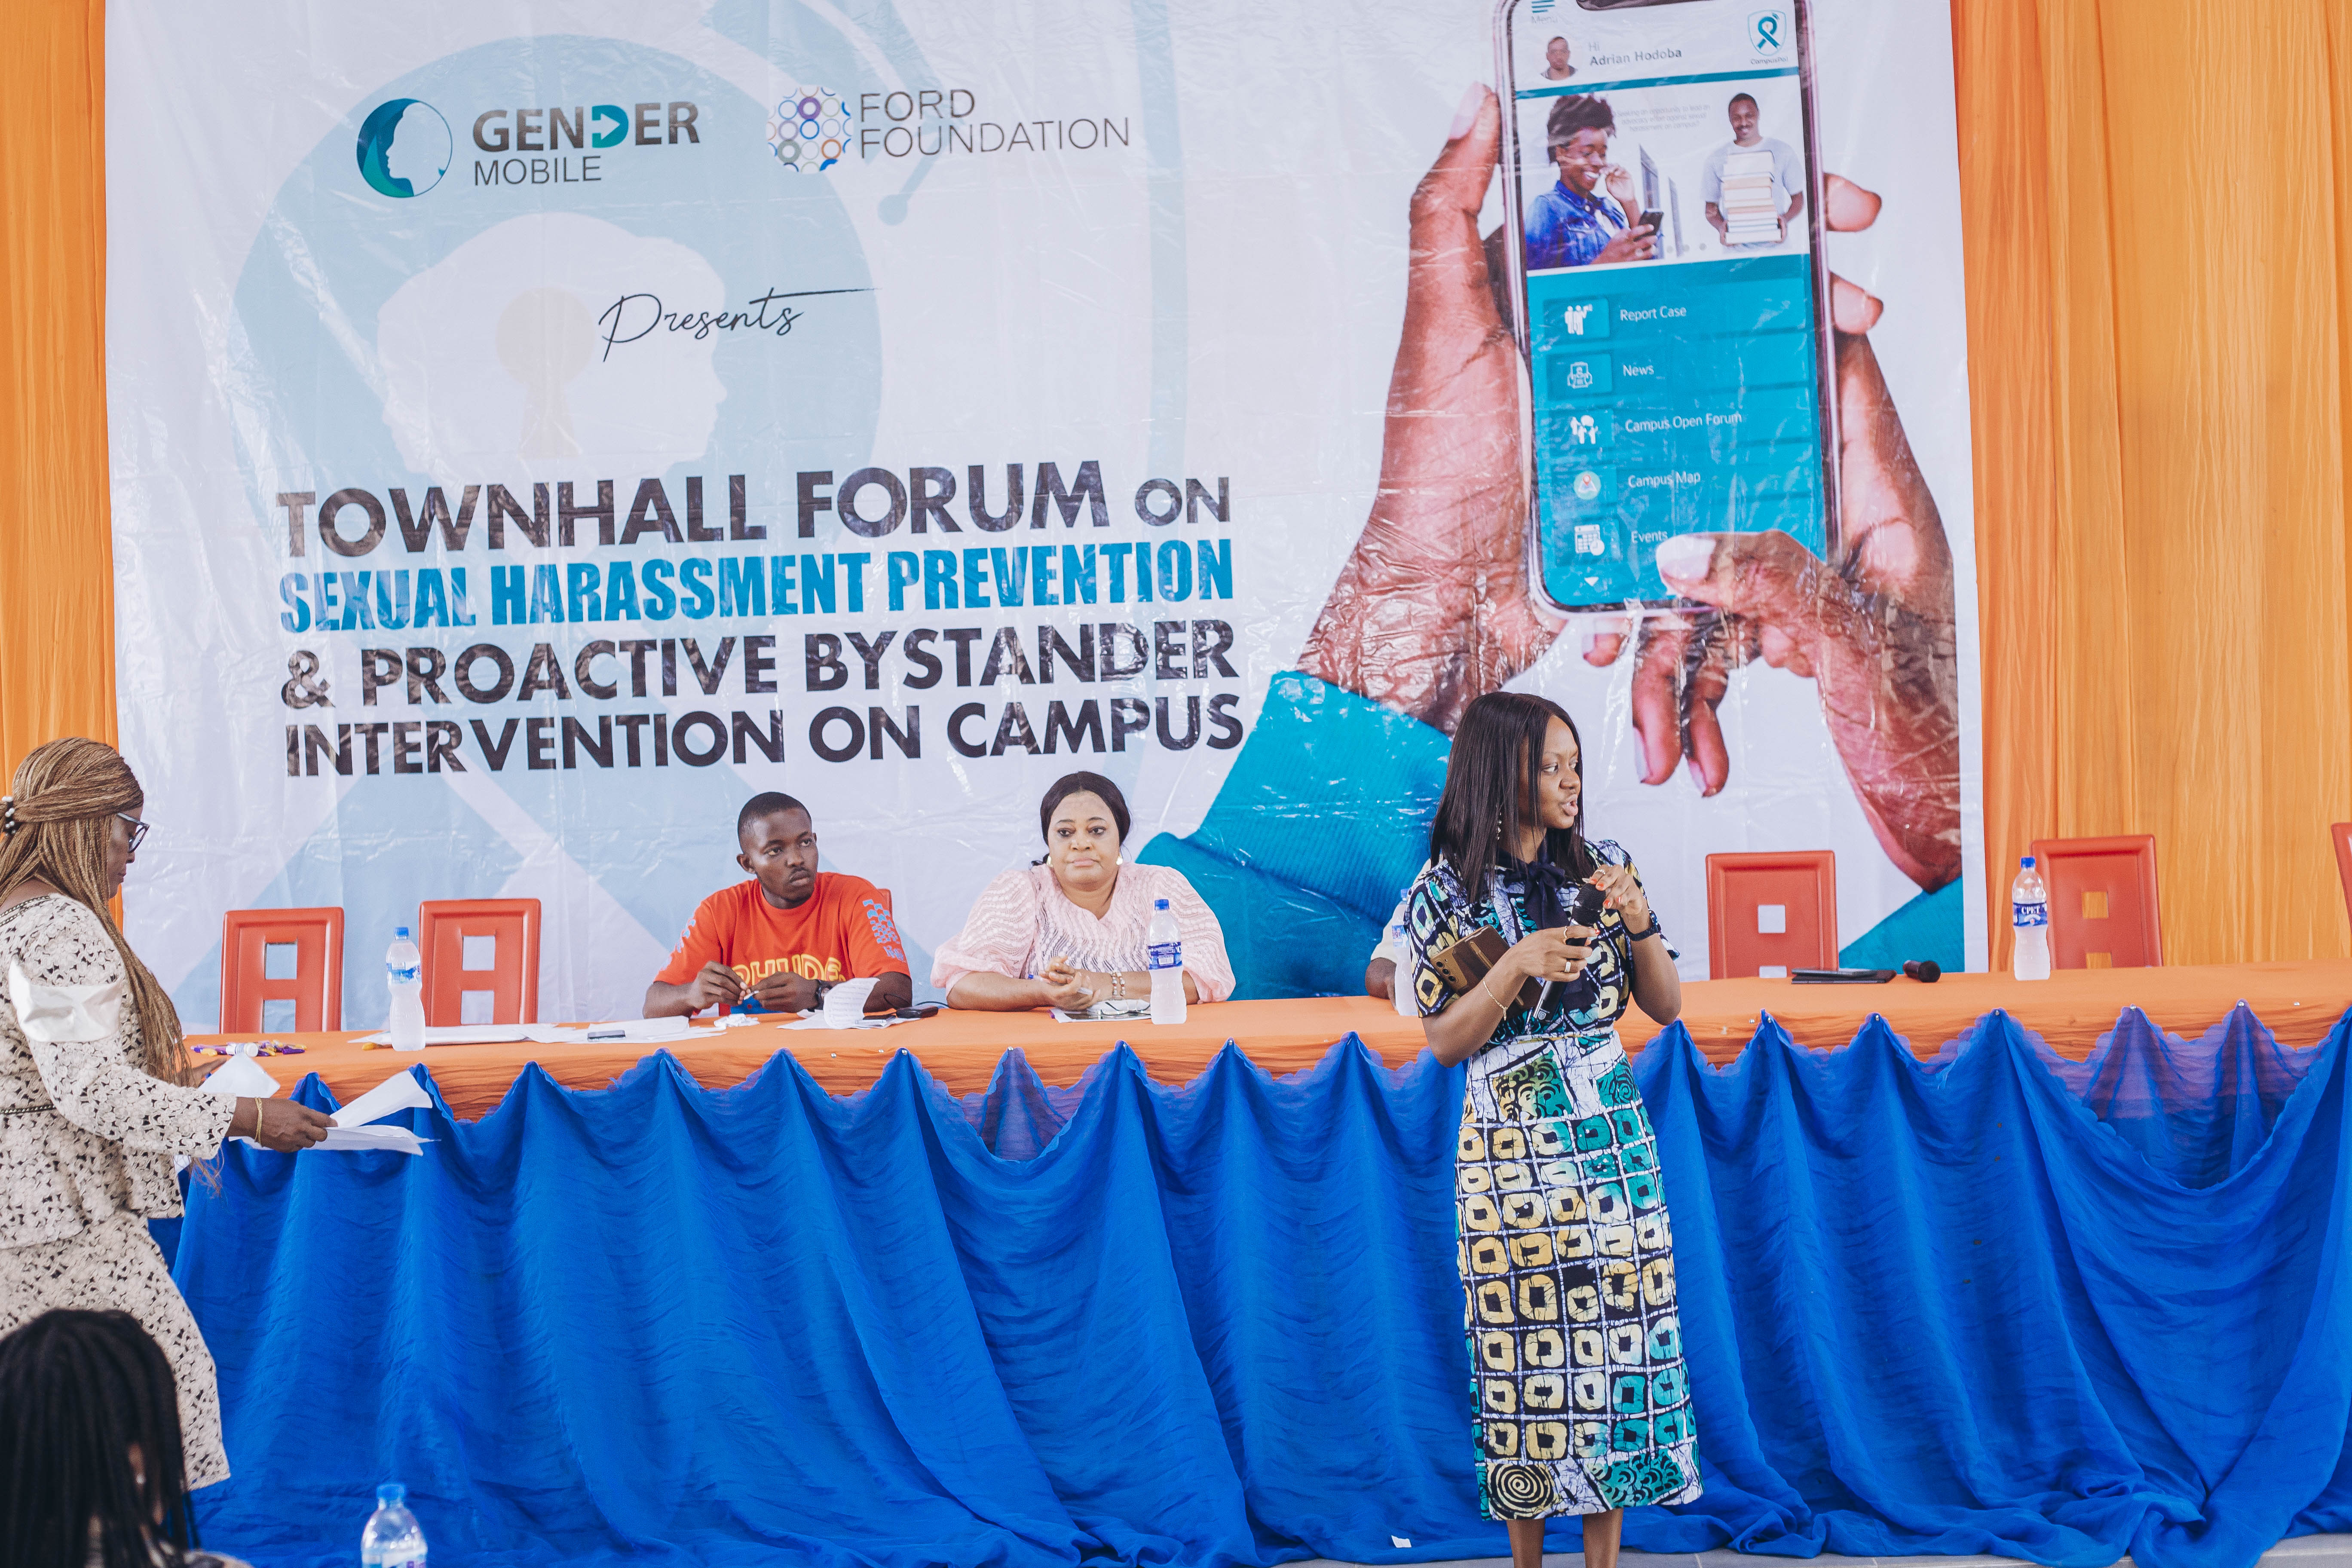 GENDER
MOBILE
FORD
FOUNDATION
Presents
TOWNHALL FORUM ON
SEXUAL HARASSMENT PREVENTION
& PROACTIVE BYSTANDER
INTERVENTION ON CAMPUS
Menu
Hi
Adrian Hodoba
Report Case
News
Campus Open Forum
Campus Map
Events